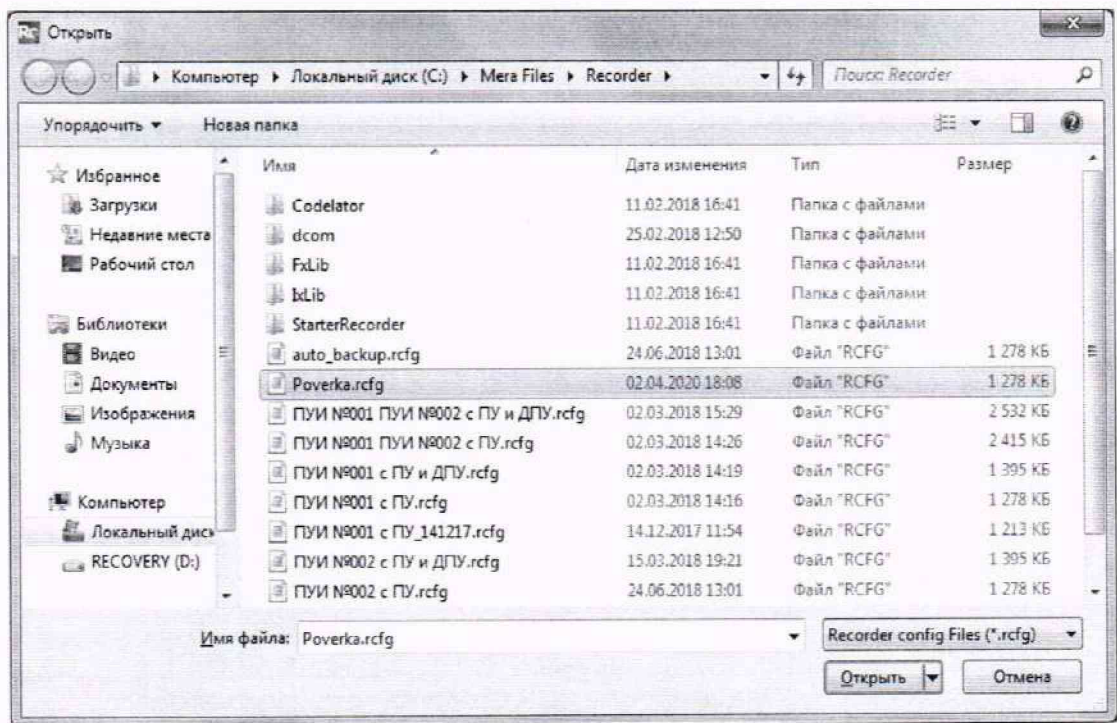 Открыть
Компьютер Локальный диск (C:) Mera Files Recorder Поиск: Recorder
Упорядочить Новая папка
Имя Дата изменения Тип Размер
Избранное
Загрузки
Недавние места
Рабочий стол
Библиотеки
Видео
Документы
Изображения
Музыка
Компьютер
Локальный диск
RECOVERY (D:)
Codelator 11.02.2018 16:41 Папка с файлами
dcom 25.02.2018 12:50 Папка с файлами
FxLib 11.02.2018 16:41 Папка с файлами
IxLib 11.02.2018 16:41 Папка с файлами
StarterRecorder 11.02.2018 16:41 Папка с файлами
auto_backup.rcfg 24.06.2018 13:01 Файл "RCFG" 1 278 КБ
Poverka.rcfg 02.04.2020 18:08 Файл "RCFG" 1 278 КБ
ПУИ №001 ПУИ №002 с ПУ и ДПУ.rcfg 02.03.2018 15:29 Файл "RCFG" 2 532 КБ
ПУИ №001 ПУИ №002 с ПУ.rcfg 02.03.2018 14:26 Файл "RCFG" 2 415 КБ
ПУИ №001 с ПУ и ДПУ.rcfg 02.03.2018 14:19 Файл "RCFG" 1 395 КБ
ПУИ №001 с ПУ.rcfg 02.03.2018 14:16 Файл "RCFG" 1 278 КБ
ПУИ №001 с ПУ_141217.rcfg 14.12.2017 11:54 Файл "RCFG" 1 213 КБ
ПУИ №002 с ПУ и ДПУ.rcfg 15.03.2018 19:21 Файл "RCFG" 1 395 КБ
ПУИ №002 с ПУ.rcfg 24.06.2018 13:01 Файл "RCFG" 1 278 КБ
Имя файла: Poverka.rcfg Recorder config Files (*.rcfg)
Открыть Отмена